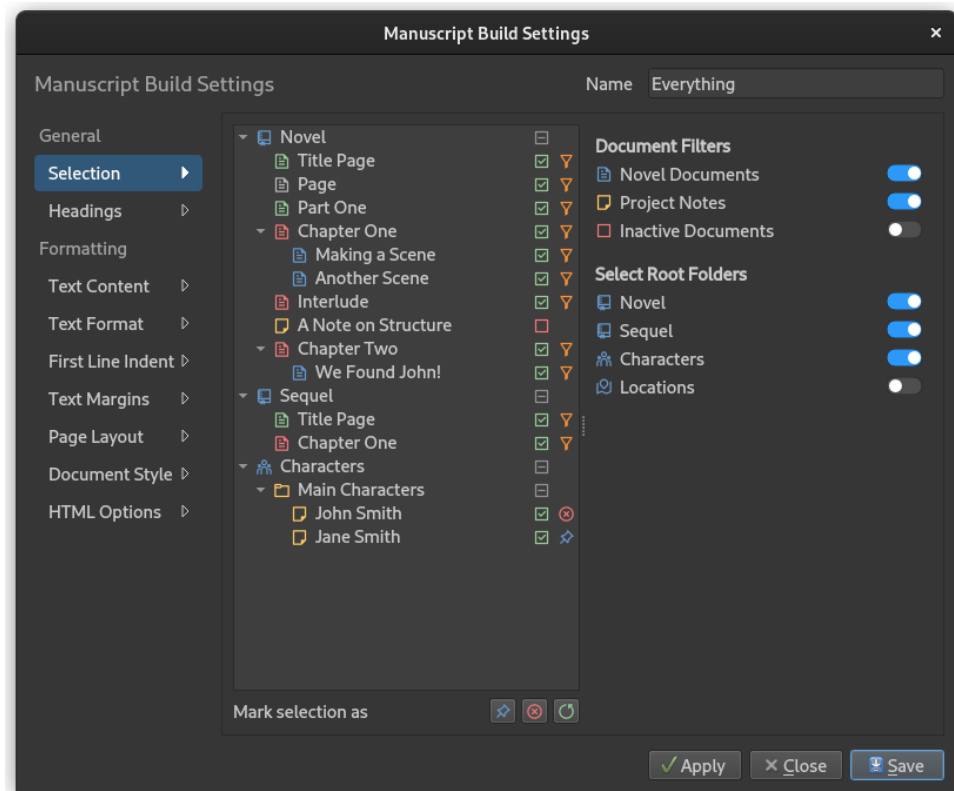 Manuscript Build Settings
Manuscript Build Settings
Name Everything
General
Selection
Headings
Formatting
Text Content
Text Format
First Line Indent
Text Margins
Page Layout
Document Style
HTML Options
Novel
Title Page
Page
Part One
Chapter One
Making a Scene
Another Scene
Interlude
A Note on Structure
Chapter Two
We Found John!
Sequel
Title Page
Chapter One
Characters
Main Characters
John Smith
Jane Smith
Mark selection as
Document Filters
Novel Documents
Project Notes
Inactive Documents
Select Root Folders
Novel
Sequel
Characters
Locations
Apply
Close
Save